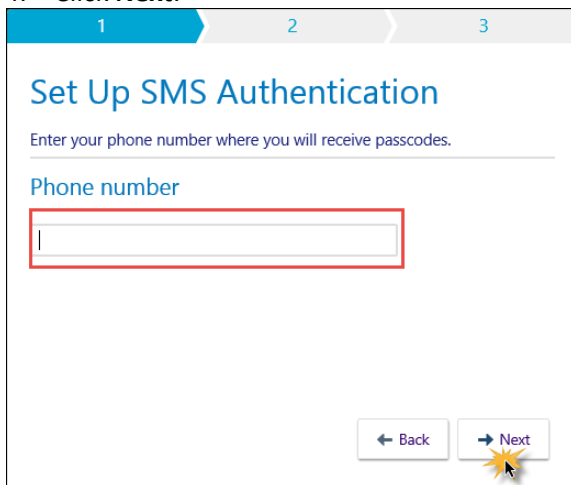 1 2 3
Set Up SMS Authentication
Enter your phone number where you will receive passcodes.
Phone number
Back Next